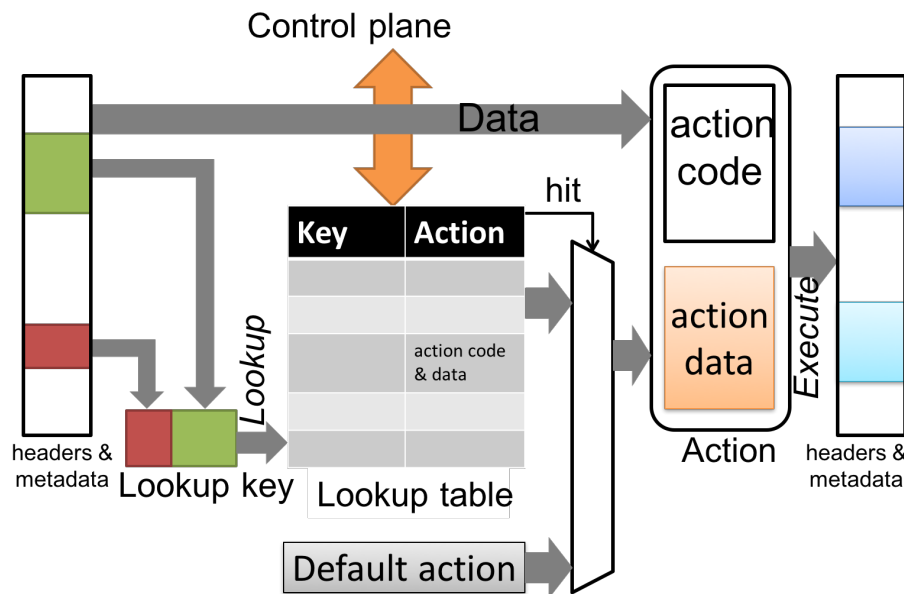 Control plane
Data
action
code
hit
Key Action
Lookup
action code
& data
action
data
Execute
headers &
metadata
Lookup key
Lookup table
Action
headers &
metadata
Default action